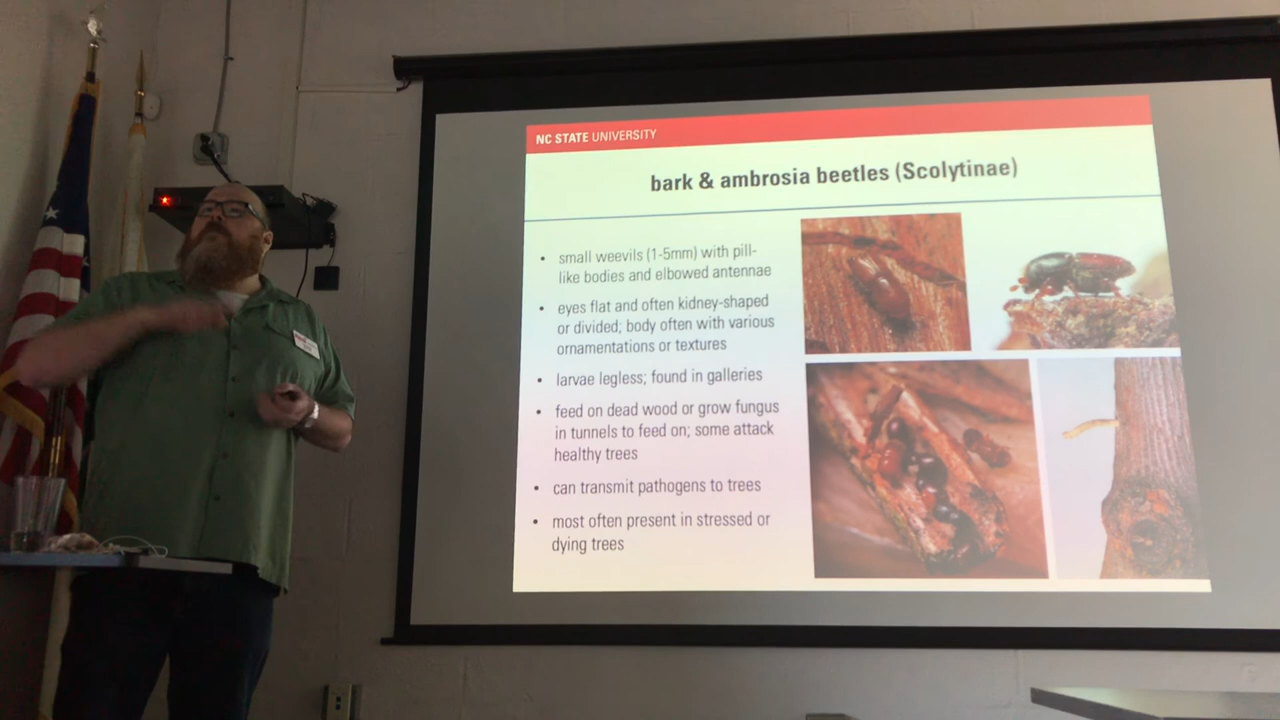 NC STATE UNIVERSITY
bark & ambrosia beetles (Scolytinae)
• small weevils (1-5mm) with pill-
like bodies and elbowed antennae
• eyes flat and often kidney-shaped
or divided; body often with various
ornamentations or textures
• larvae legless; found in galleries
• feed on dead wood or grow fungus
in tunnels to feed on; some attack
healthy trees
• can transmit pathogens to trees
• most often present in stressed or
dying trees